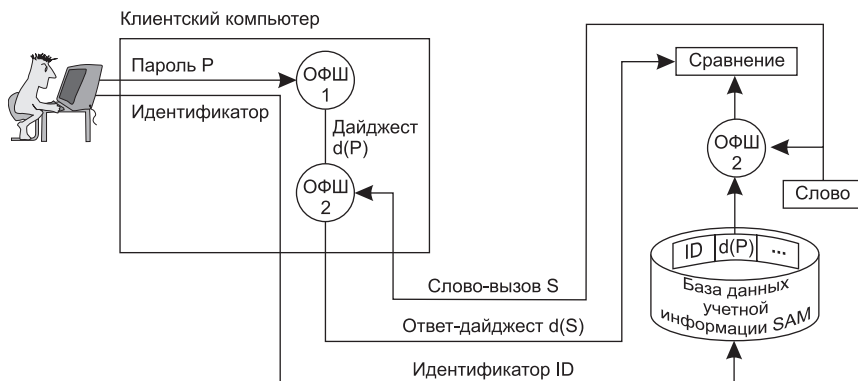 Клиентский компьютер
Пароль P
Идентификатор
ОФШ
1
Дайджест
d(P)
ОФШ
2
Сравнение
ОФШ
2
Слово
ID d(P) ...
База данных
учетной
информации SAM
Слово-вызов S
Ответ-дайджест d(S)
Идентификатор ID